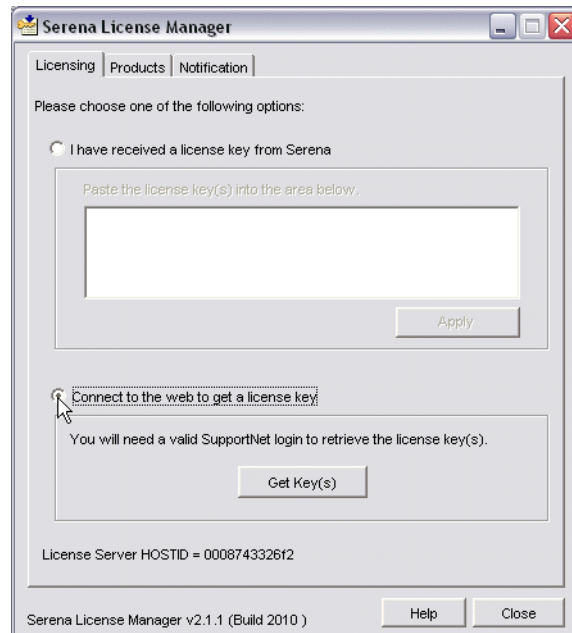 Serena License Manager
Licensing Products Notification
Please choose one of the following options:
I have received a license key from Serena
Paste the license key(s) into the area below.
Apply
Connect to the web to get a license key
You will need a valid SupportNet login to retrieve the license key(s).
Get Key(s)
License Server HOSTID = 0008743326f2
Serena License Manager v2.1.1 (Build 2010 )
Help Close